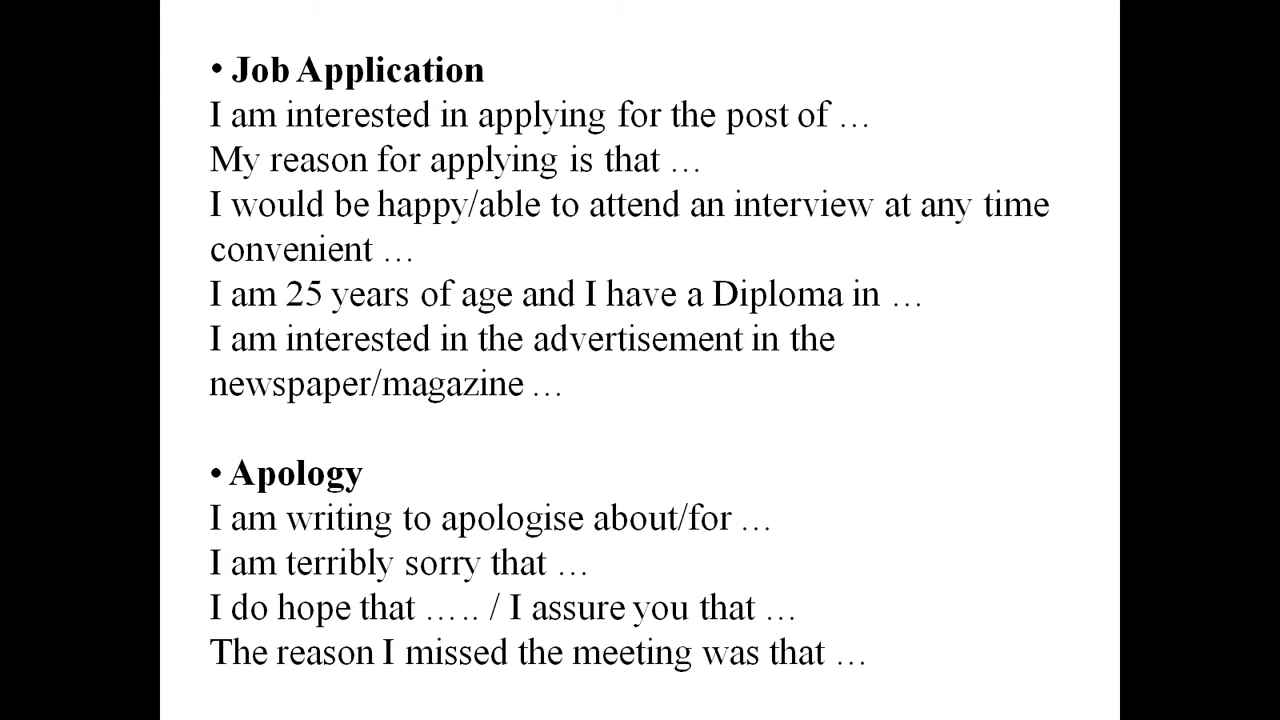 • Job Application
I am interested in applying for the post of …
My reason for applying is that …
I would be happy/able to attend an interview at any time
convenient …
I am 25 years of age and I have a Diploma in …
I am interested in the advertisement in the
newspaper/magazine …
• Apology
I am writing to apologise about/for …
I am terribly sorry that …
I do hope that ….. / I assure you that …
The reason I missed the meeting was that …